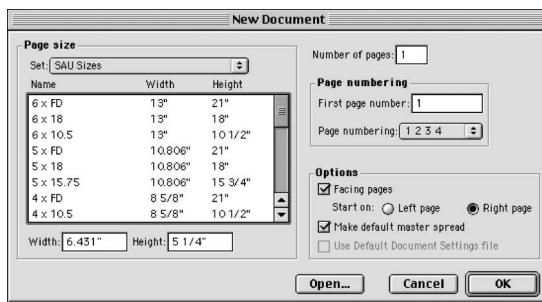 New Document
Page size
Set: SAU Sizes
Name Width Height
6 x FD 13" 21"
6 x 18 13" 18"
6 x 10.5 13" 10 1/2"
5 x FD 10.806" 21"
5 x 18 10.806" 18"
5 x 15.75 10.806" 15 3/4"
4 x FD 8 5/8" 21"
4 x 10.5 8 5/8" 10 1/2"
Width: 6.431" Height: 5 1/4"
Number of pages: 1
Page numbering
First page number: 1
Page numbering: 1 2 3 4
Options
Facing pages
Start on: Left page Right page
Make default master spread
Use Default Document Settings file
Open... Cancel OK